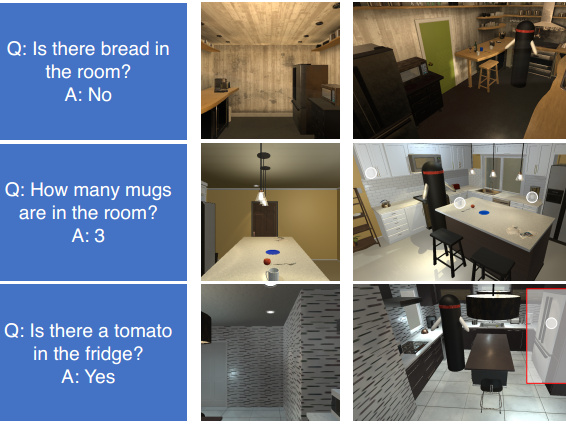 Q: Is there bread in
the room?
A: No
Q: How many mugs
are in the room?
A: 3
Q: Is there a tomato
in the fridge?
A: Yes